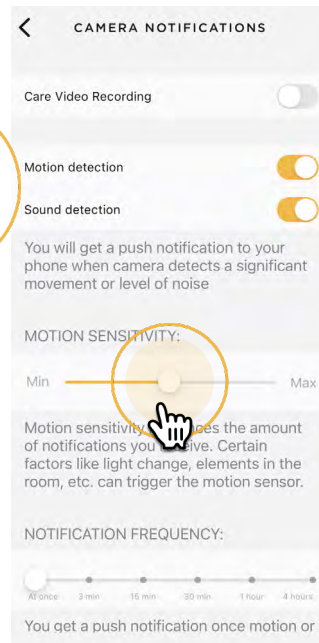 CAMERA NOTIFICATIONS
Care Video Recording
Motion detection
Sound detection
You will get a push notification to your
phone when camera detects a significant
movement or level of noise
MOTION SENSITIVITY:
Min Max
Motion sensitivity the amount
of notifications you Certain
factors like light change, elements in the
room, etc. can trigger the motion sensor.
NOTIFICATION FREQUENCY:
At once 3 min 15 min 30 min 1 hour 4 hours
You get a push notification once motion or